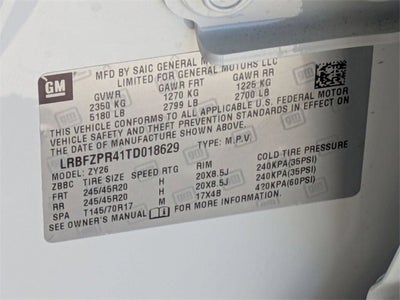 GM
MFD BY SAIC GENERAL MOTORS
LIMITED FOR GENERAL MOTORS LLC
GVWR GAWR FRT GAWR RR
2350 KG 1270 KG 1225 KG
5180 LB 2799 LB 2700 LB
THIS VEHICLE CONFORMS TO ALL APPLICABLE U.S. FEDERAL MOTOR
VEHICLE SAFETY, BUMPER, AND THEFT PREVENTION STANDARDS IN EFFECT ON
THE DATE OF MANUFACTURE SHOWN ABOVE.
LRBFZPR41TD018629 TYPE: M.P.V.
MODEL: ZY26
ZBBC TIRE SIZE SPEED RTG RIM COLD TIRE PRESSURE
FRT 245/45R20 H 20X8.5J 240KPA(35PSI)
RR 245/45R20 H 20X8.5J 240KPA(35PSI)
SPA T145/70R17 M 17X4B 420KPA(60PSI)
SEE OWNER'S MANUAL FOR ADDITIONAL INFORMATION.